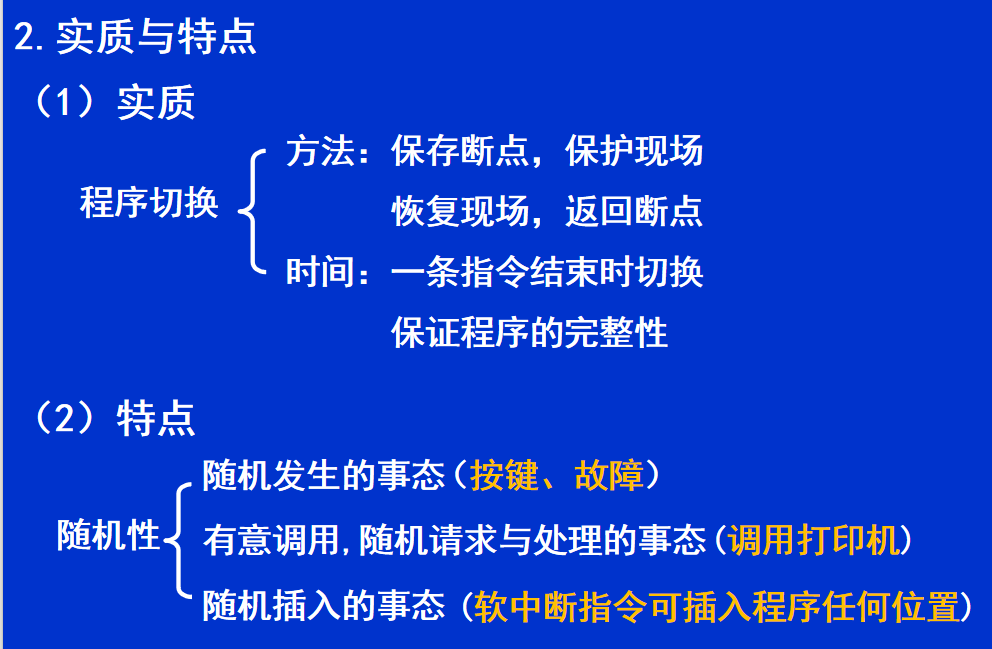 2.实质与特点
（1）实质
方法：保存断点，保护现场
程序切换
恢复现场，返回断点
时间：一条指令结束时切换
保证程序的完整性
（2）特点
随机发生的事态（按键、故障）
随机性
有意调用,随机请求与处理的事态(调用打印机)
随机插入的事态 (软中断指令可插入程序任何位置)